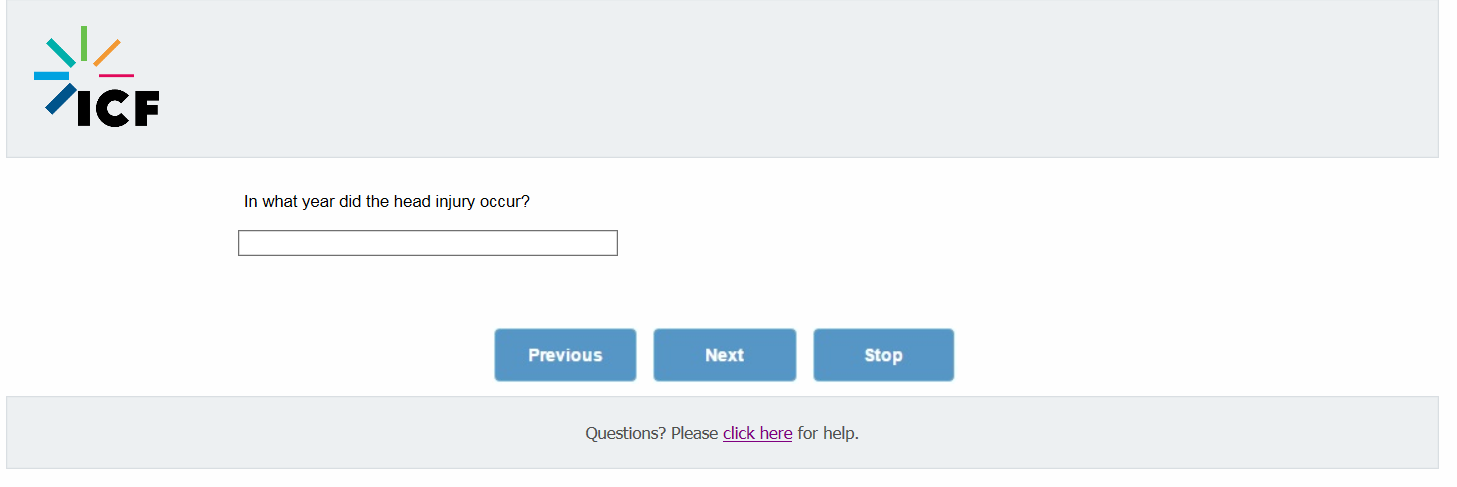 ICF
In what year did the head injury occur?
Previous
Next
Stop
Questions? Please click here for help.